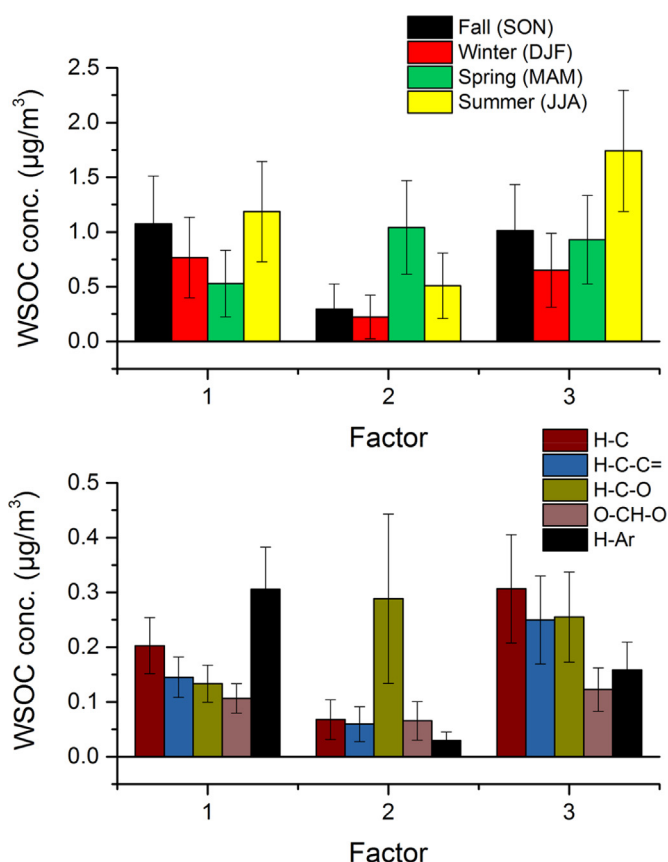 Fall (SON)
Winter (DJF)
Spring (MAM)
Summer (JJA)
WSOC conc. (µg/m³)
2.5
2.0
1.5
1.0
0.5
0.0
1 2 3
Factor
H-C
H-C-C=
H-C-O
O-CH-O
H-Ar
WSOC conc. (µg/m³)
0.5
0.4
0.3
0.2
0.1
0.0
1 2 3
Factor